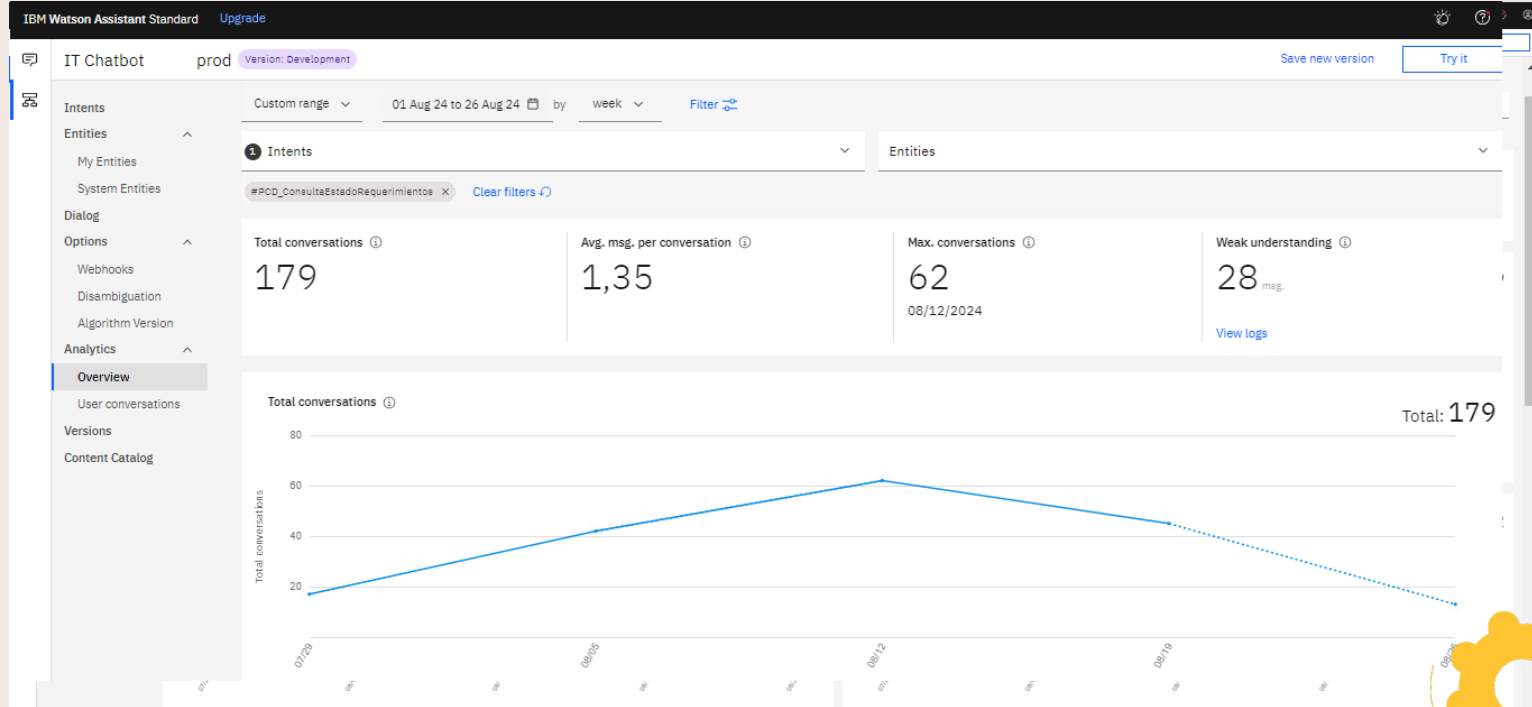 IBM Watson Assistant Standard Upgrade
IT Chatbot prod Version: Development Save new version Try it
Intents
Entities
My Entities
System Entities
Dialog
Options
Webhooks
Disambiguation
Algorithm Version
Analytics
Overview
User conversations
Versions
Content Catalog
Custom range 01 Aug 24 to 26 Aug 24 by week Filter
1 Intents Entities
#PCD_ConsultaEstadoRequerimientos × Clear filters
Total conversations Avg. msg. per conversation Max. conversations Weak understanding
179 1,35 62 28 msg.
08/12/2024
View logs
Total conversations
Total: 179
80
60
40
20
Total conversations
07/29 08/05 08/12 08/19